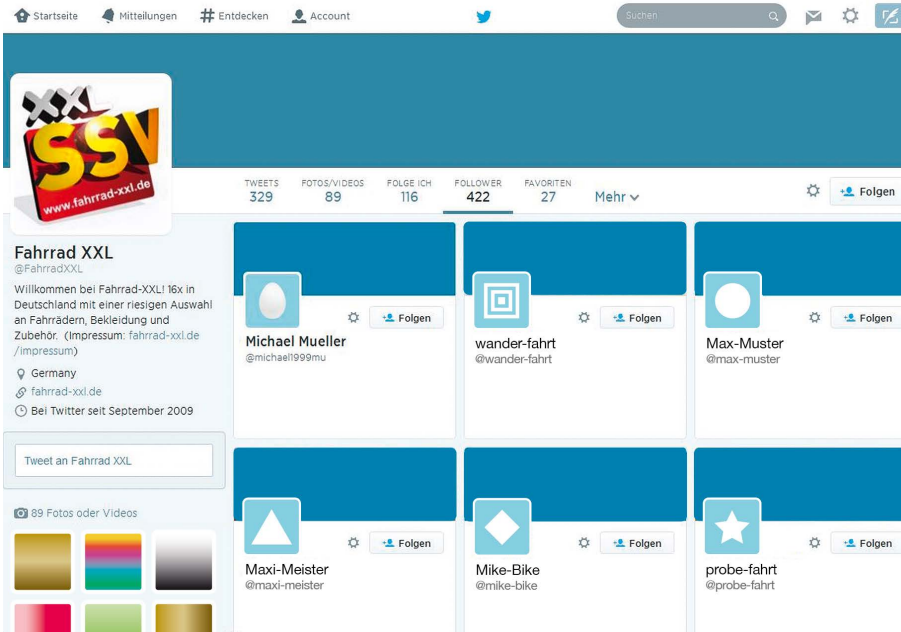 Startseite Mitteilungen Entdecken Account Suchen
XXL
SSV
www.fahrrad-xxl.de
TWEETS FOTOS/VIDEOS FOLGE ICH FOLLOWER FAVORITEN
329 89 116 422 27 Mehr Folgen
Fahrrad XXL
@FahrradXXL
Willkommen bei Fahrrad-XXL! 16x in
Deutschland mit einer riesigen Auswahl
an Fahrrädern, Bekleidung und
Zubehör. (Impressum: fahrrad-xxl.de
/impressum)
Germany
fahrrad-xxl.de
Bei Twitter seit September 2009
Tweet an Fahrrad XXL
89 Fotos oder Videos
Folgen
Michael Mueller
@michael1999mu
Folgen
wander-fahrt
@wander-fahrt
Folgen
Max-Muster
@max-muster
Folgen
Maxi-Meister
@maxi-meister
Folgen
Mike-Bike
@mike-bike
Folgen
probe-fahrt
@probe-fahrt